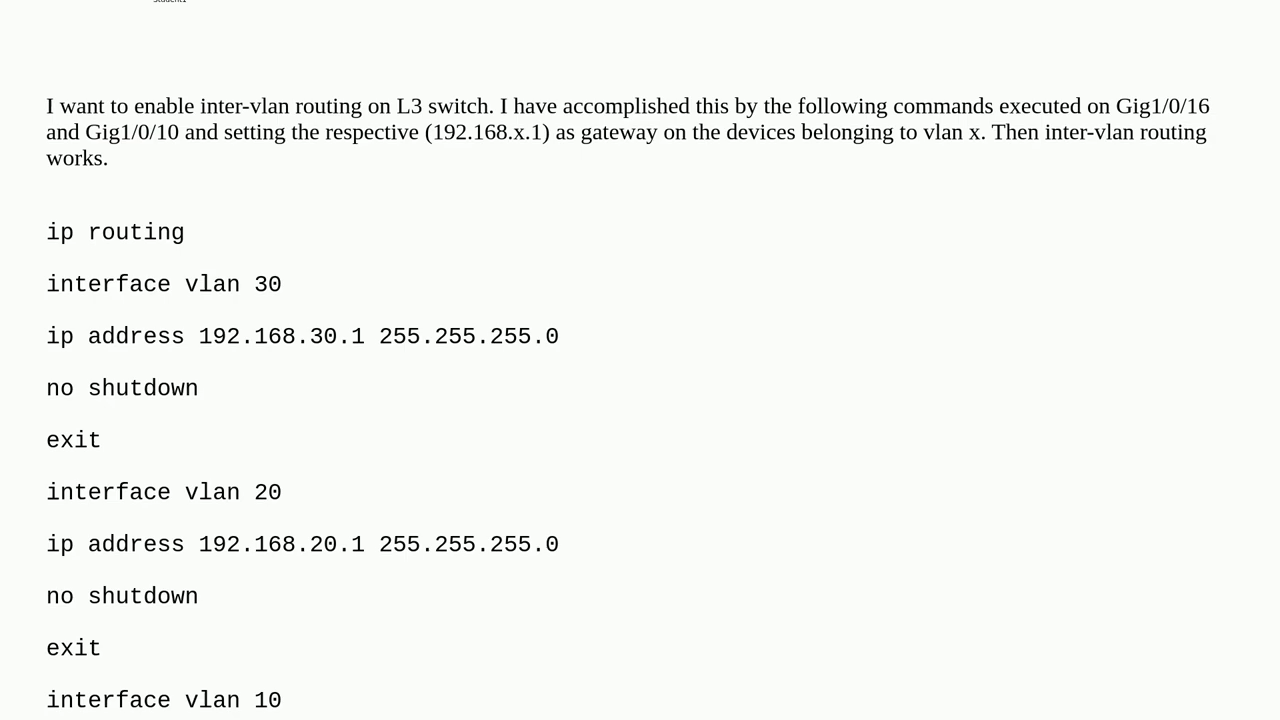 Student1
I want to enable inter-vlan routing on L3 switch. I have accomplished this by the following commands executed on Gig1/0/16
and Gig1/0/10 and setting the respective (192.168.x.1) as gateway on the devices belonging to vlan x. Then inter-vlan routing
works.
ip routing
interface vlan 30
ip address 192.168.30.1 255.255.255.0
no shutdown
exit
interface vlan 20
ip address 192.168.20.1 255.255.255.0
no shutdown
exit
interface vlan 10